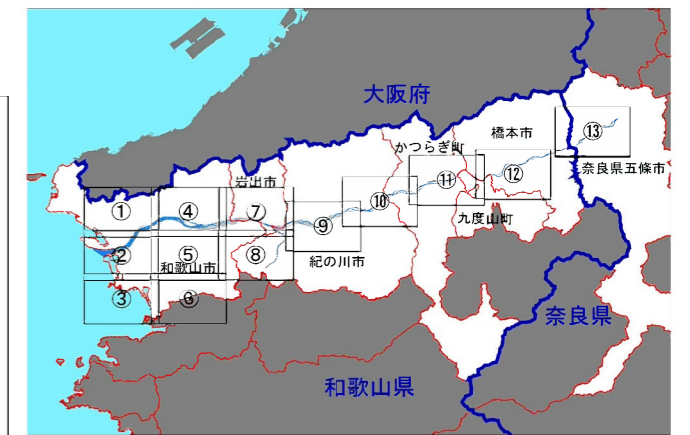 大阪府
橋本市
⑬
かつらぎ町
奈良県五條市
⑫
⑪
岩出市
⑩
九度山町
①
④
⑦
⑨
②
⑤
⑧
紀の川市
和歌山市
③
⑥
奈良県
和歌山県